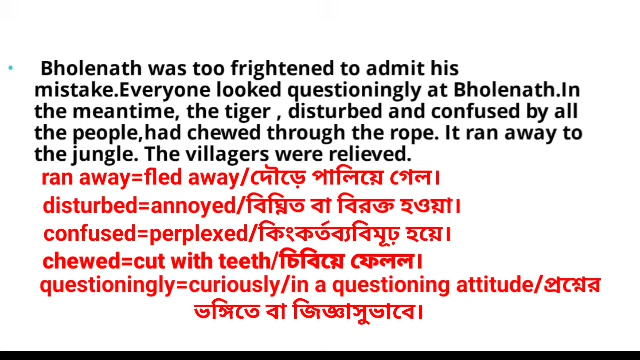 • Bholenath was too frightened to admit his
mistake.Everyone looked questioningly at Bholenath.In
the meantime, the tiger , disturbed and confused by all
the people,had chewed through the rope. It ran away to
the jungle. The villagers were relieved.
ran away=fled away/দৌড়ে পালিয়ে গেল।
disturbed=annoyed/বিঘ্নিত বা বিরক্ত হওয়া।
confused=perplexed/কিংকর্তব্যবিমূঢ় হয়ে।
chewed=cut with teeth/চিবিয়ে ফেলল।
questioningly=curiously/in a questioning attitude/প্রশ্নের
ভঙ্গিতে বা জিজ্ঞাসুভাবে।